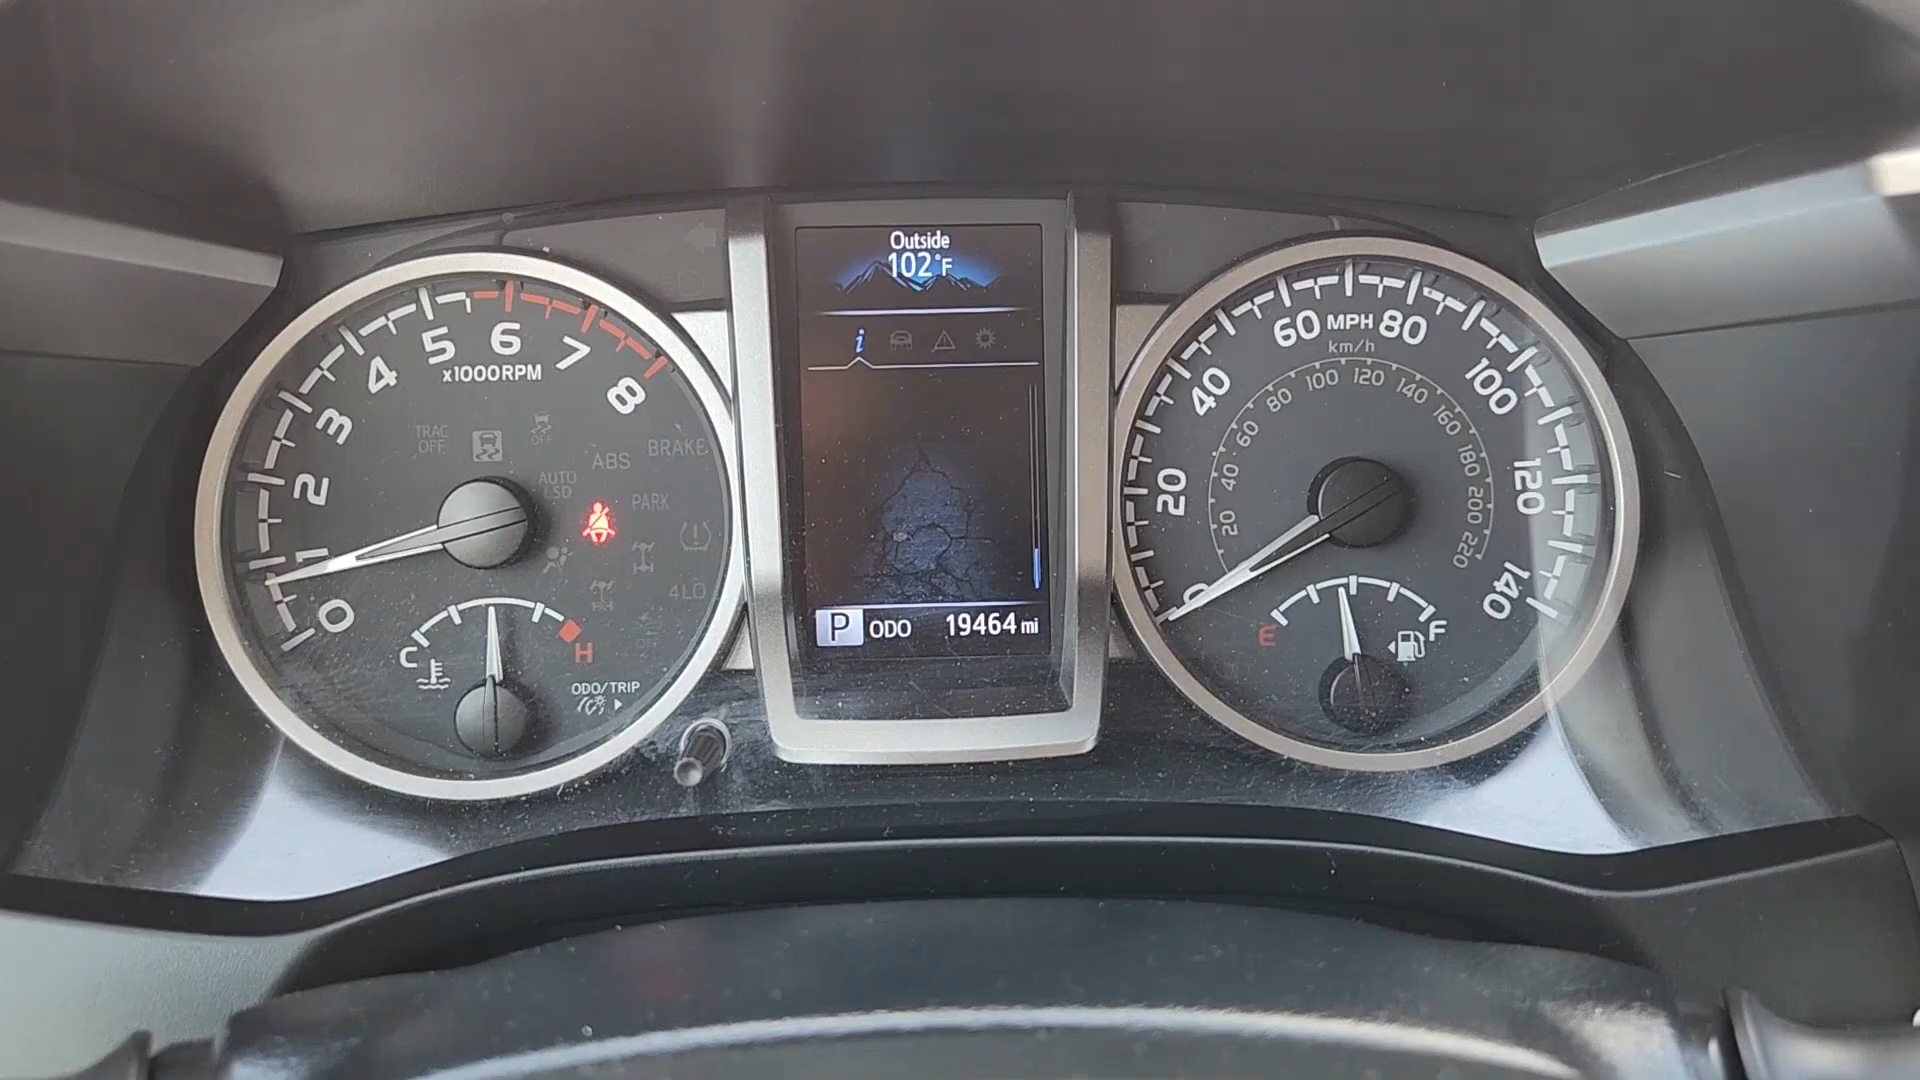 Outside
102°F
i
0
1
2
3
4
5
6
7
8
x1000RPM
TRAC
OFF
OFF
AUTO
LSD
ABS
BRAKE
PARK
4LO
C
H
ODO/TRIP
P
ODO
19464 mi
0
20
40
60
MPH
80
100
120
140
km/h
20
40
60
80
100
120
140
160
180
200
220
E
F